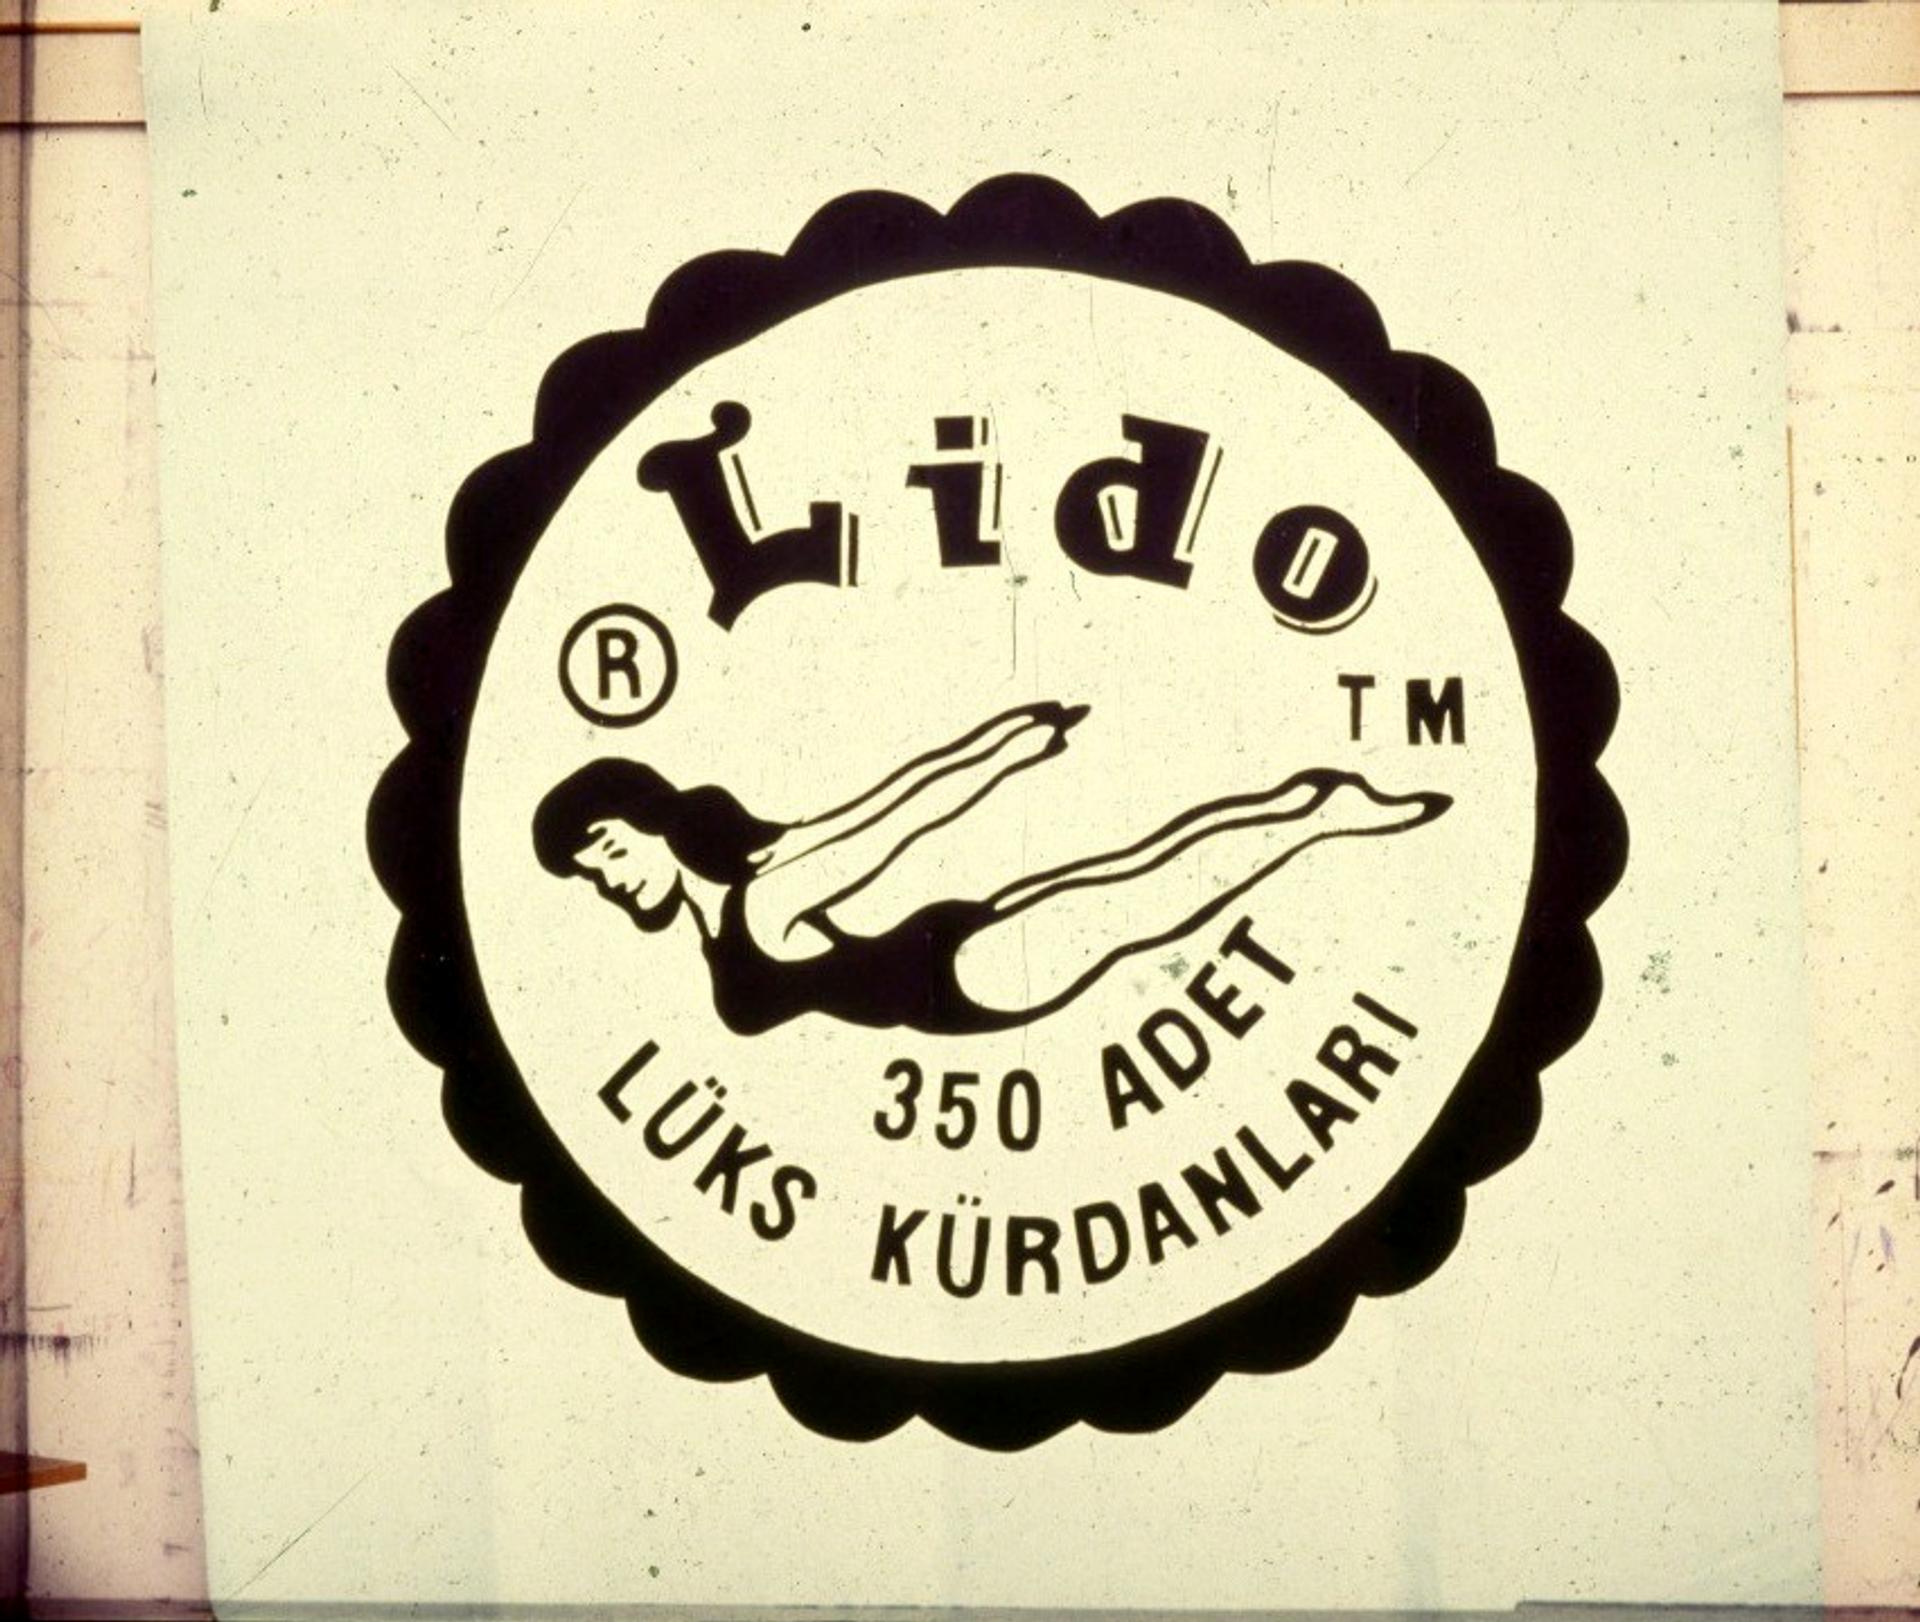 Lido
®
TM
350 ADET
LÜKS KÜRDANLARI